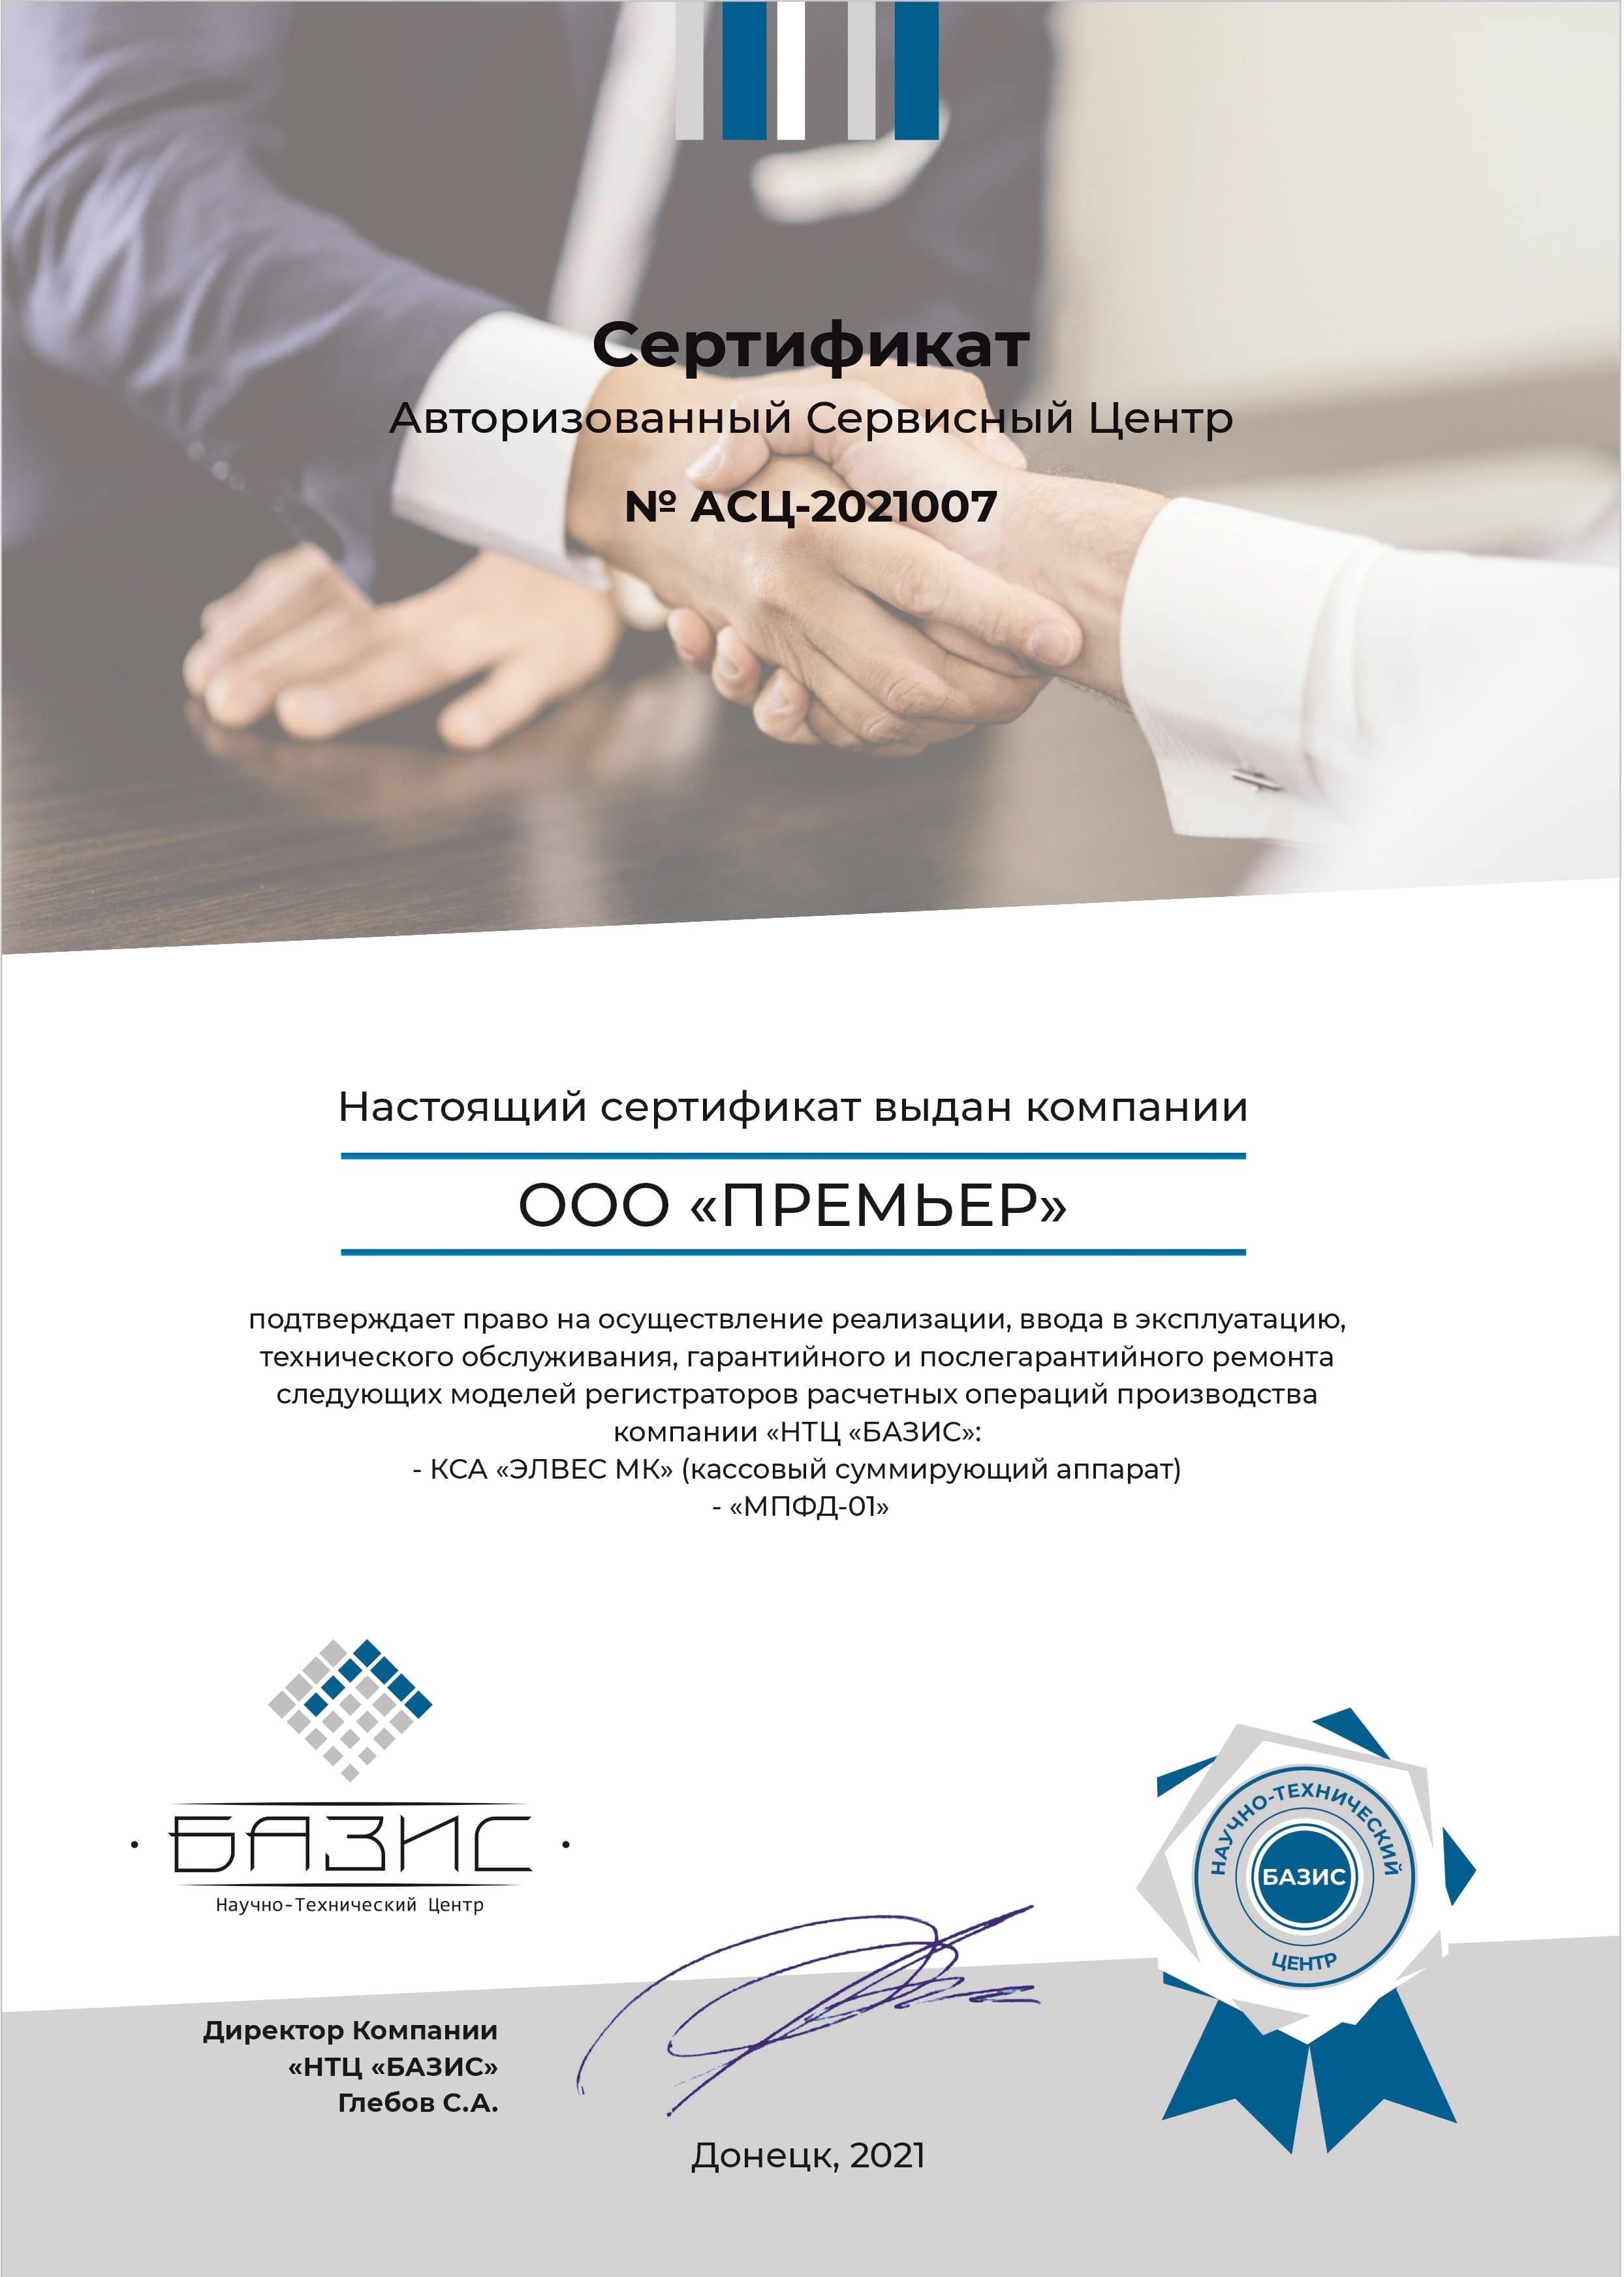 Сертификат
Авторизованный Сервисный Центр
№ АСЦ-2021007
Настоящий сертификат выдан компании
ООО «ПРЕМЬЕР»
подтверждает право на осуществление реализации, ввода в эксплуатацию,
технического обслуживания, гарантийного и послегарантийного ремонта
следующих моделей регистраторов расчетных операций производства
компании «НТЦ «БАЗИС»:
- КСА «ЭЛВЕС МК» (кассовый суммирующий аппарат)
- «МПФД-01»
БАЗИС
Научно-Технический Центр
НАУЧНО-ТЕХНИЧЕСКИЙ
БАЗИС
ЦЕНТР
Директор Компании
«НТЦ «БАЗИС»
Глебов С.А.
Донецк, 2021